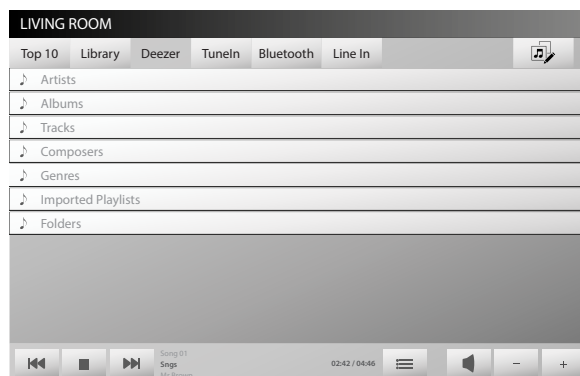 LIVING ROOM
Top 10 Library Deezer TuneIn Bluetooth Line In
Artists
Albums
Tracks
Composers
Genres
Imported Playlists
Folders
Song 01
Sngs
02:42 / 04:46